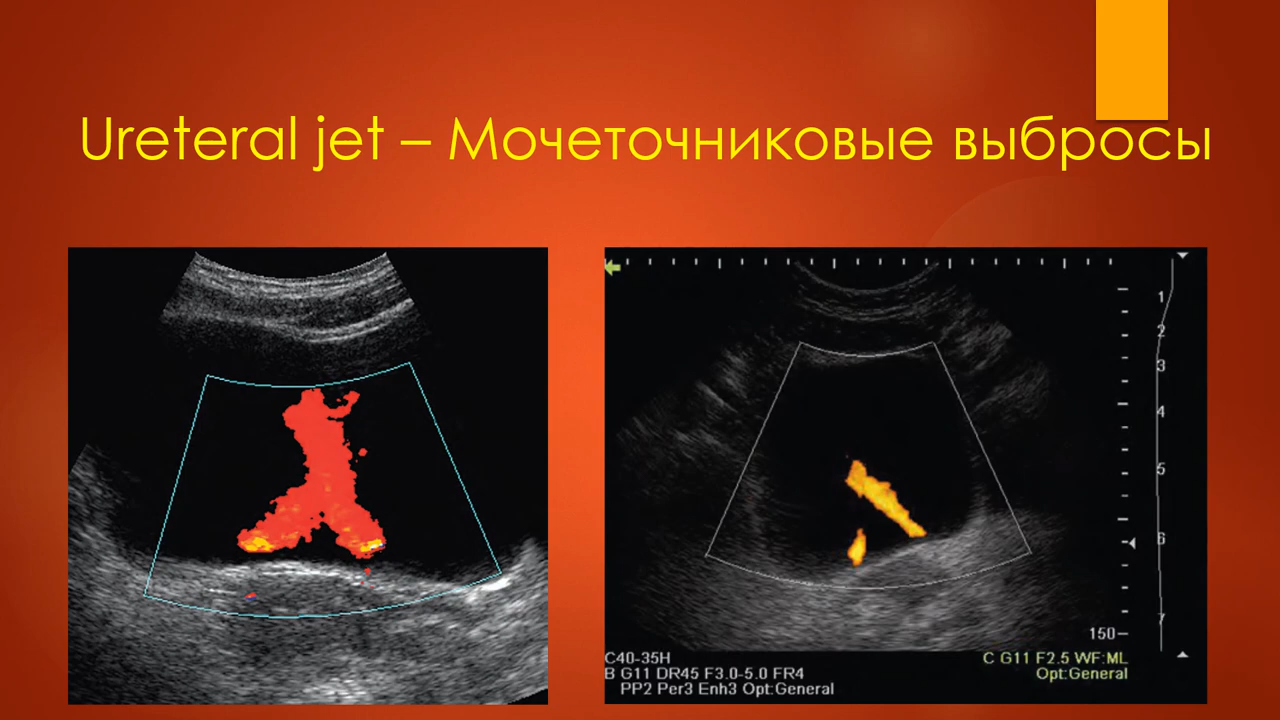 Ureteral jet – Мочеточниковые выбросы
1
2
3
4
5
6
7
150
C40-35H
B G11 DR45 F3.0-5.0 FR4
PP2 Per3 Enh3 Opt:General
C G11 F2.5 WF:ML
Opt:General